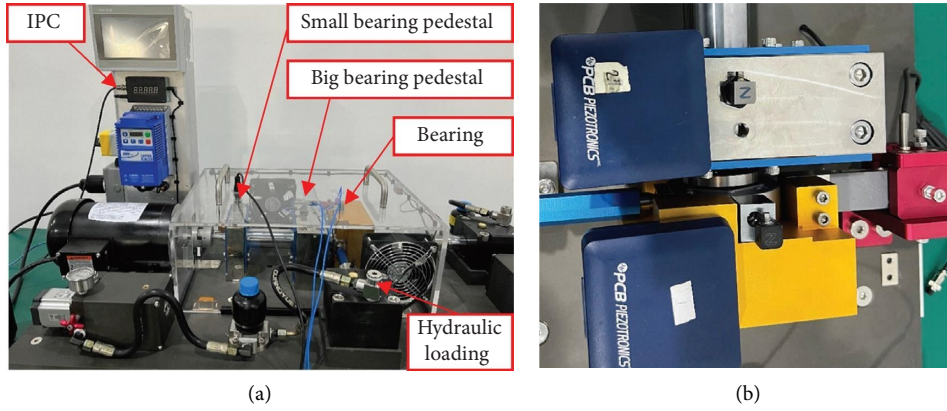 IPC
Small bearing pedestal
Big bearing pedestal
Bearing
Hydraulic
loading
(a)
PCB PIEZOTRONICS
N
PCB PIEZOTRONICS
(b)